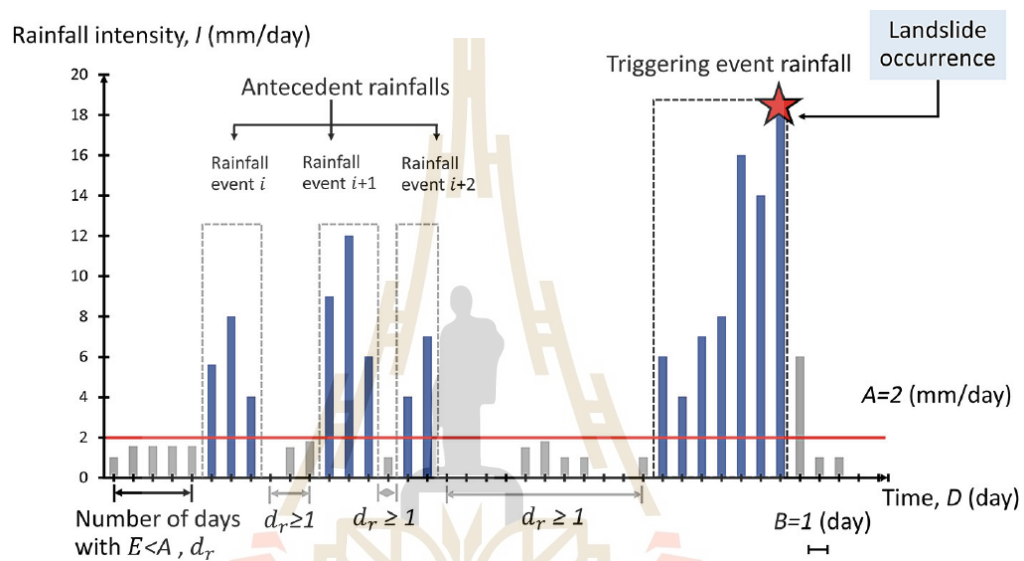 Rainfall intensity, I (mm/day)
Landslide
occurrence
Triggering event rainfall
Antecedent rainfalls
Rainfall
event i
Rainfall
event i+1
Rainfall
event i+2
20
18
16
14
12
10
8
6
4
2
0
A=2 (mm/day)
Time, D (day)
Number of days
with E<A , dᵣ
dᵣ≥1
dᵣ ≥ 1
dᵣ ≥ 1
B=1 (day)